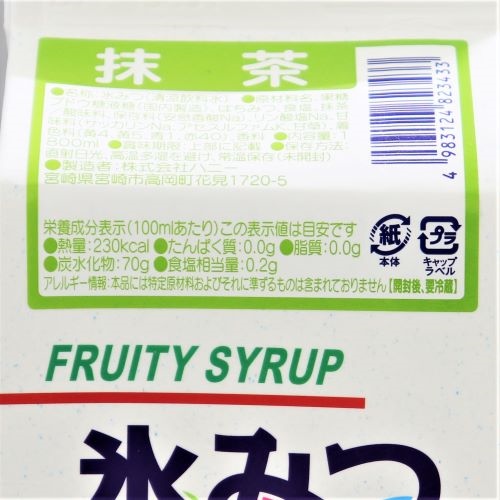 抹茶
●名称:氷みつ(清涼飲料水) ●原材料名:果糖
ブドウ糖液糖(国内製造)、はちみつ、食塩、抹茶
酸味料、保存料(安息香酸Na)、リン酸塩Na、甘
味料(サッカリンNa、アセスルファムK、甘草)、着
色料(黄4、黄5、青1、赤40)、香料 ●内容量:1
800ml ●賞味期限:上部に記載 ●保存方法:
直射日光、高温多湿を避け、常温保存(未開封)
●製造者:株式会社ハニー
宮崎県宮崎市高岡町花見1720-5
4 983124 823433
栄養成分表示(100mlあたり)この表示値は目安です
●熱量:230kcal ●たんぱく質:0.0g ●脂質:0.0g
●炭水化物:70g ●食塩相当量:0.2g
アレルギー情報:本品には特定原材料およびそれに準ずるものは含まれておりません【開封後、要冷蔵】
紙
本体
プラ
キャップ
ラベル
FRUITY SYRUP
氷みつ